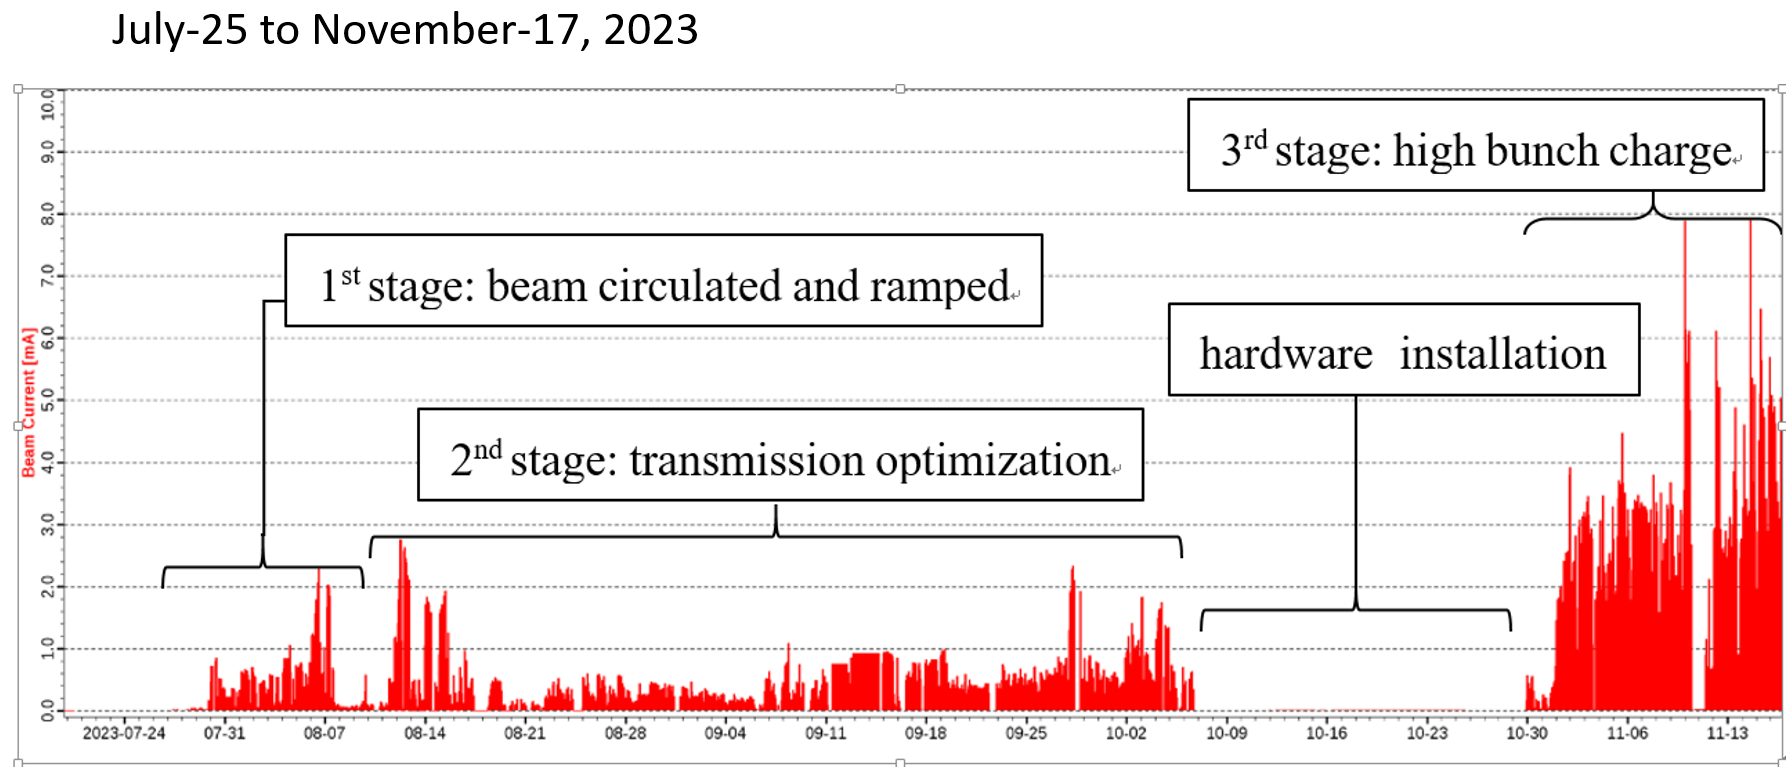 July-25 to November-17, 2023
10.0
9.0
8.0
7.0
6.0
5.0
4.0
3.0
2.0
1.0
0.0
Beam Current [mA]
3rd stage: high bunch charge
1st stage: beam circulated and ramped
hardware installation
2nd stage: transmission optimization
2023-07-24 07-31 08-07 08-14 08-21 08-28 09-04 09-11 09-18 09-25 10-02 10-09 10-16 10-23 10-30 11-06 11-13